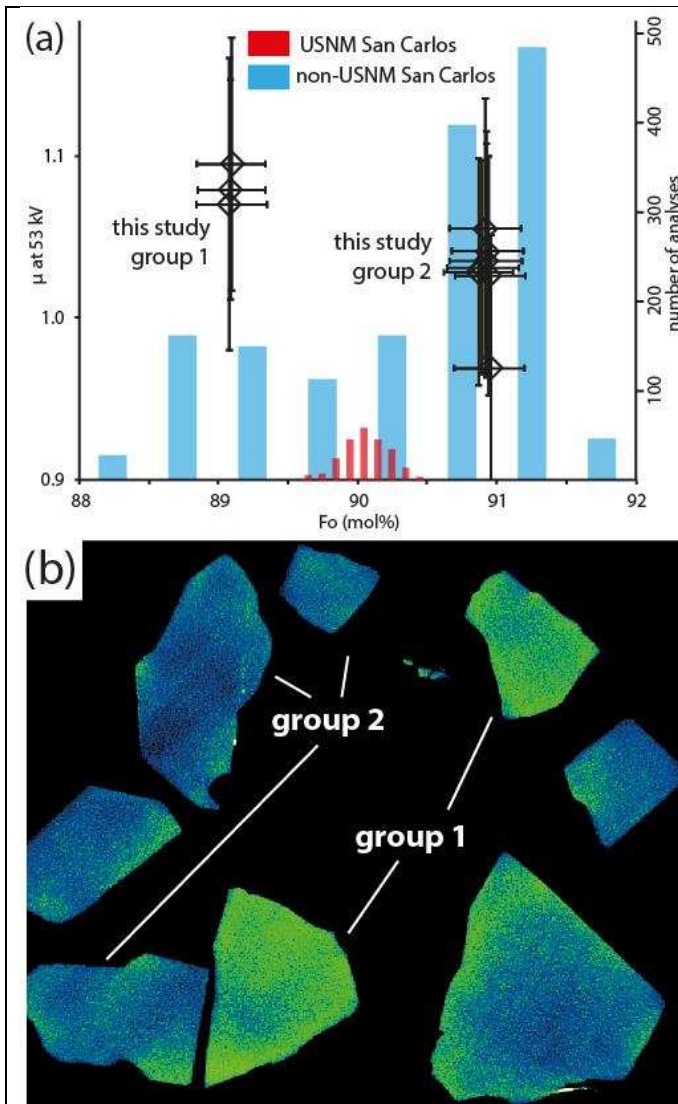 (a)
USNM San Carlos
non-USNM San Carlos
500
400
300
200
100
number of analyses
1.1
1.0
0.9
μ at 53 kV
this study
group 1
this study
group 2
88
89
90
91
92
Fo (mol%)
(b)
group 2
group 1